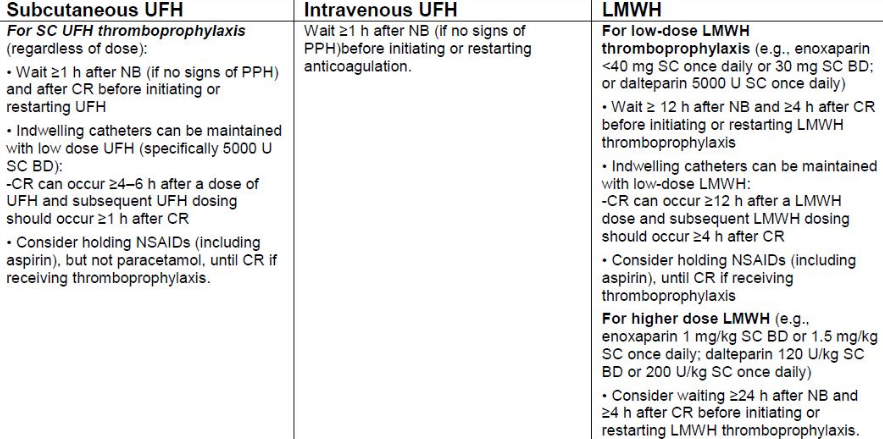 Subcutaneous UFH
For SC UFH thromboprophylaxis
(regardless of dose):
• Wait ≥1 h after NB (if no signs of PPH)
and after CR before initiating or
restarting UFH
• Indwelling catheters can be maintained
with low dose UFH (specifically 5000 U
SC BD):
-CR can occur ≥4–6 h after a dose of
UFH and subsequent UFH dosing
should occur ≥1 h after CR
• Consider holding NSAIDs (including
aspirin), but not paracetamol, until CR if
receiving thromboprophylaxis.
Intravenous UFH
Wait ≥1 h after NB (if no signs of
PPH)before initiating or restarting
anticoagulation.
LMWH
For low-dose LMWH
thromboprophylaxis (e.g., enoxaparin
<40 mg SC once daily or 30 mg SC BD;
or dalteparin 5000 U SC once daily)
• Wait ≥ 12 h after NB and ≥4 h after CR
before initiating or restarting LMWH
thromboprophylaxis
• Indwelling catheters can be maintained
with low-dose LMWH:
-CR can occur ≥12 h after a LMWH
dose and subsequent LMWH dosing
should occur ≥4 h after CR
• Consider holding NSAIDs (including
aspirin), until CR if receiving
thromboprophylaxis
For higher dose LMWH (e.g.,
enoxaparin 1 mg/kg SC BD or 1.5 mg/kg
SC once daily; dalteparin 120 U/kg SC
BD or 200 U/kg SC once daily)
• Consider waiting ≥24 h after NB and
≥4 h after CR before initiating or
restarting LMWH thromboprophylaxis.